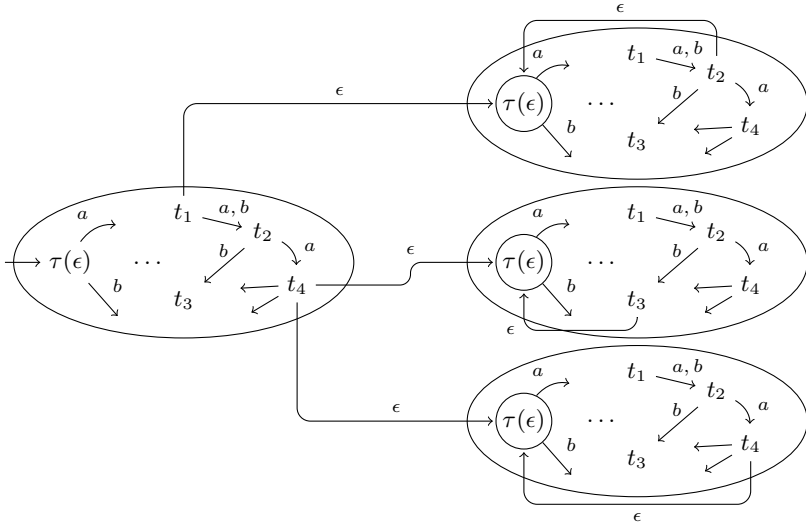 ϵ
a t₁ a, b
t₂
ϵ
b a
τ(ϵ) ···
b t₃ t₄
a t₁ a, b
t₂
ϵ a t₁ a, b
b a t₂
τ(ϵ) ··· τ(ϵ) ··· b a
b t₃ t₄ b t₃ t₄
ϵ
a t₁ a, b
t₂
ϵ
b a
τ(ϵ) ···
b t₃ t₄
ϵ